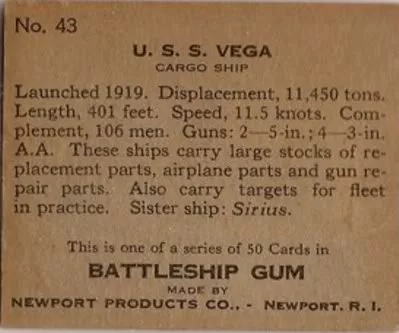 No. 43
U. S. S. VEGA
CARGO SHIP
Launched 1919. Displacement, 11,450 tons.
Length, 401 feet. Speed, 11.5 knots. Com-
plement, 106 men. Guns: 2—5-in.; 4—3-in.
A.A. These ships carry large stocks of re-
placement parts, airplane parts and gun re-
pair parts. Also carry targets for fleet
in practice. Sister ship: Sirius.
This is one of a series of 50 Cards in
BATTLESHIP GUM
MADE BY
NEWPORT PRODUCTS CO., - NEWPORT. R. I.